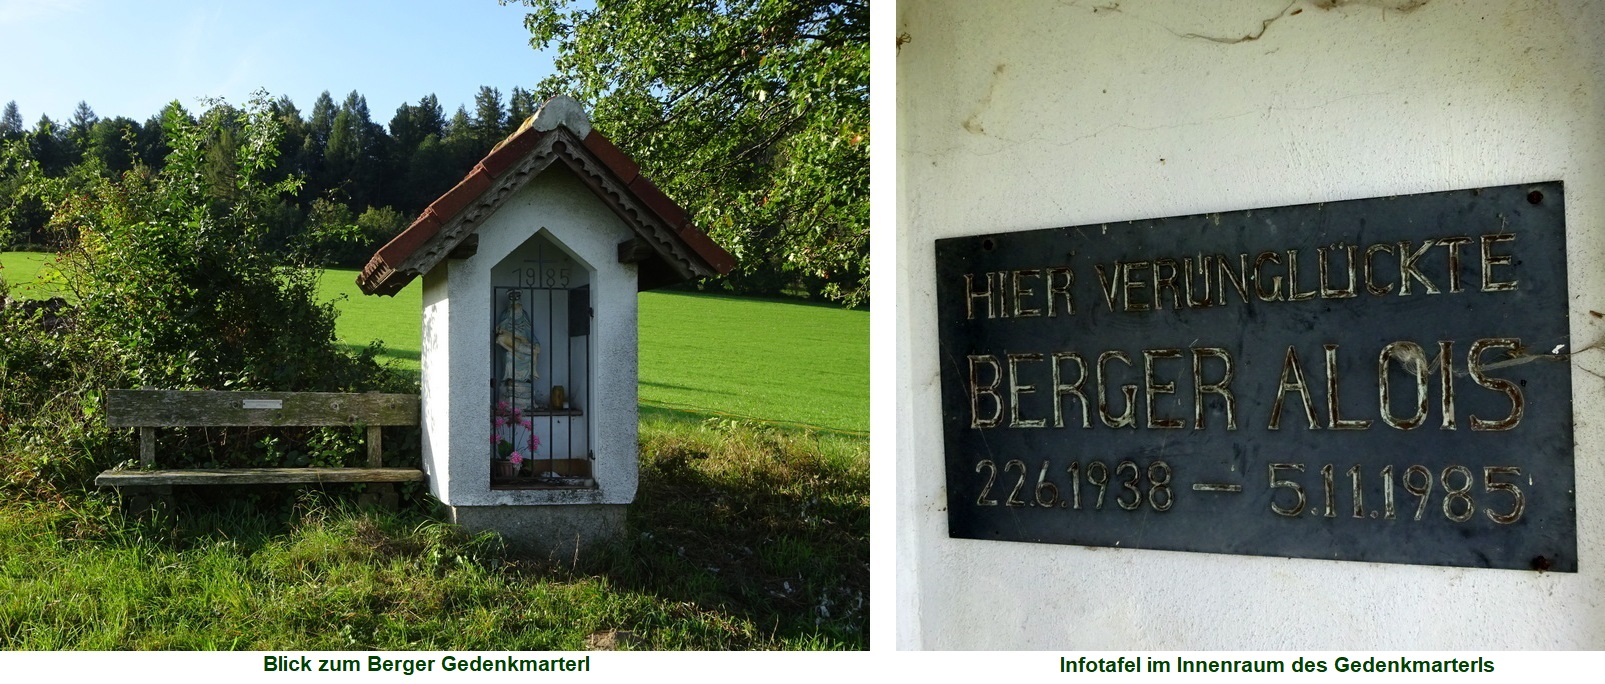 1985
Blick zum Berger Gedenkmarterl
HIER VERUNGLÜCKTE
BERGER ALOIS
22.6.1938 – 5.11.1985
Infotafel im Innenraum des Gedenkmarterls